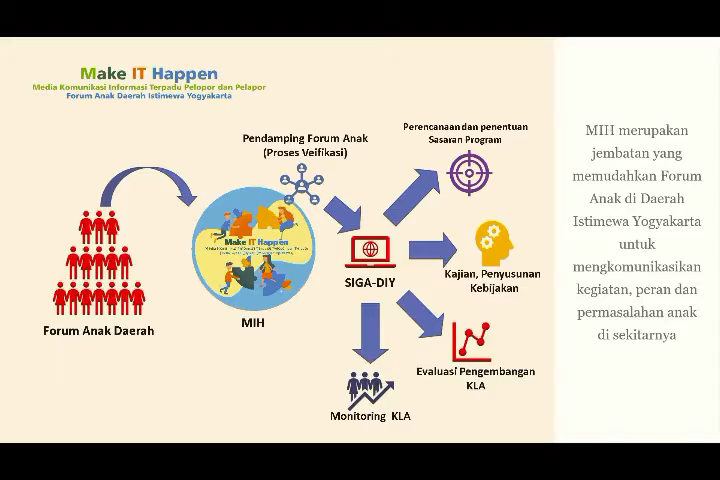 Make IT Happen
Media Komunikasi Informasi Terpadu Pelopor dan Pelapor
Forum Anak Daerah Istimewa Yogyakarta
Pendamping Forum Anak
(Proses Veifikasi)
Perencanaan dan penentuan
Sasaran Program
Make IT Happen
Forum Anak Daerah
MIH
SIGA-DIY
Kajian, Penyusunan
Kebijakan
Evaluasi Pengembangan
KLA
Monitoring KLA
MIH merupakan
jembatan yang
memudahkan Forum
Anak di Daerah
Istimewa Yogyakarta
untuk
mengkomunikasikan
kegiatan, peran dan
permasalahan anak
di sekitarnya